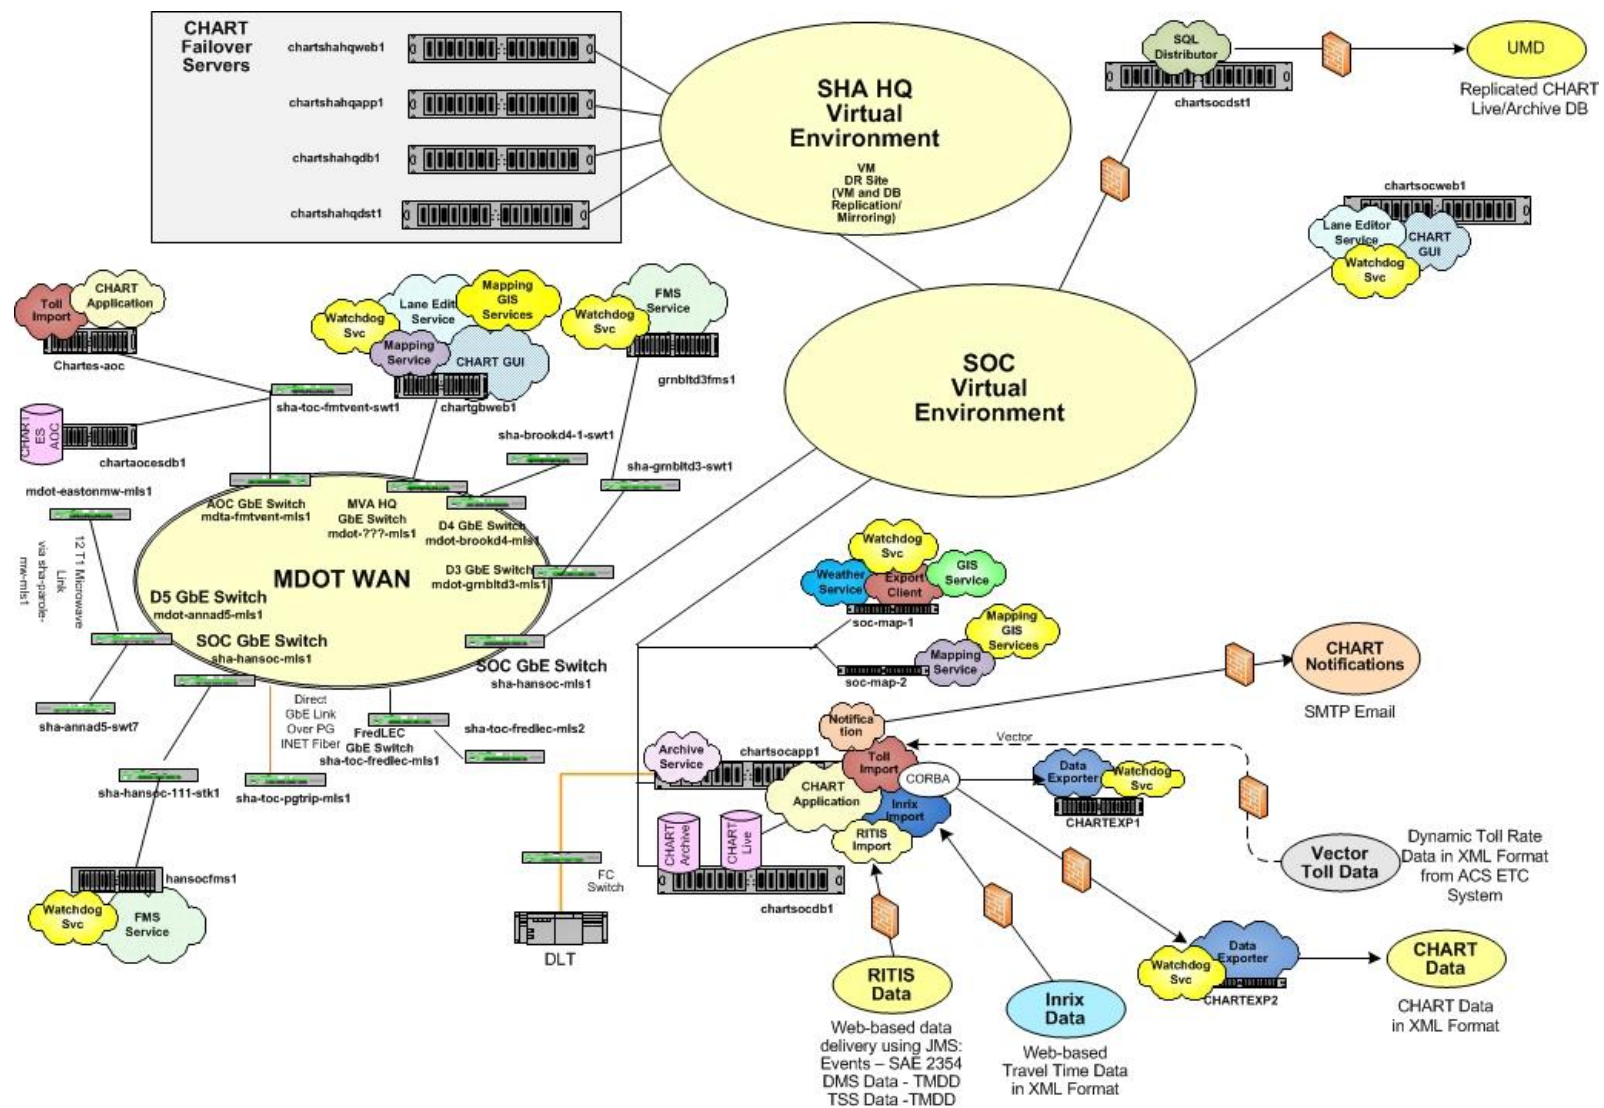 CHART
Failover
Servers
chartshahqweb1
chartshahqapp1
chartshahqdb1
chartshahqdst1
SHA HQ
Virtual
Environment
VM
DR Site
(VM and DB
Replication/
Mirroring)
SQL
Distributor
chartsocdst1
UMD
Replicated CHART
Live/Archive DB
chartsocweb1
Lane Editor
Service
CHART
GUI
Watchdog
Svc
SOC
Virtual
Environment
Toll
Import
CHART
Application
Chartes-aoc
sha-toc-fmtvent-swt1
CHART
ES
AOC
chartaocesdb1
Watchdog
Svc
Lane Edit
Service
Mapping
GIS
Services
Mapping
Service
CHART GUI
chartgbweb1
Watchdog
Svc
FMS
Service
grnbltd3fms1
sha-brookd4-1-swt1
sha-grnbltd3-swt1
mdot-eastonmw-mls1
12 T1 Microwave
Link
via sha-parole-
mw-mls1
AOC GbE Switch
mdta-fmtvent-mls1
MVA HQ
GbE Switch
mdot-???-mls1
D4 GbE Switch
mdot-brookd4-mls1
MDOT WAN
D3 GbE Switch
mdot-grnbltd3-mls1
D5 GbE Switch
mdot-annad5-mls1
SOC GbE Switch
sha-hansoc-mls1
SOC GbE Switch
sha-hansoc-mls1
sha-annad5-swt7
Direct
GbE Link
Over PG
INET Fiber
FredLEC
GbE Switch
sha-toc-fredlec-mls1
sha-toc-fredlec-mls2
sha-hansoc-111-stk1
sha-toc-pgtrip-mls1
hansocfms1
Watchdog
Svc
FMS
Service
Watchdog
Svc
Weather
Service
Export
Client
GIS
Service
soc-map-1
Mapping
GIS
Services
Mapping
Service
soc-map-2
CHART
Notifications
SMTP Email
Notifica
tion
Archive
Service
chartsocapp1
Toll
Import
Vector
CORBA
CHART
Application
Inrix
Import
RITIS
Import
Data
Exporter
Watchdog
Svc
CHARTEXP1
CHART
Archive
CHART
Live
chartsocdb1
FC
Switch
DLT
Vector
Toll Data
Dynamic Toll Rate
Data in XML Format
from ACS ETC
System
RITIS
Data
Web-based data
delivery using JMS:
Events – SAE 2354
DMS Data - TMDD
TSS Data -TMDD
Inrix
Data
Web-based
Travel Time Data
in XML Format
Data
Exporter
Watchdog
Svc
CHARTEXP2
CHART
Data
CHART Data
in XML Format